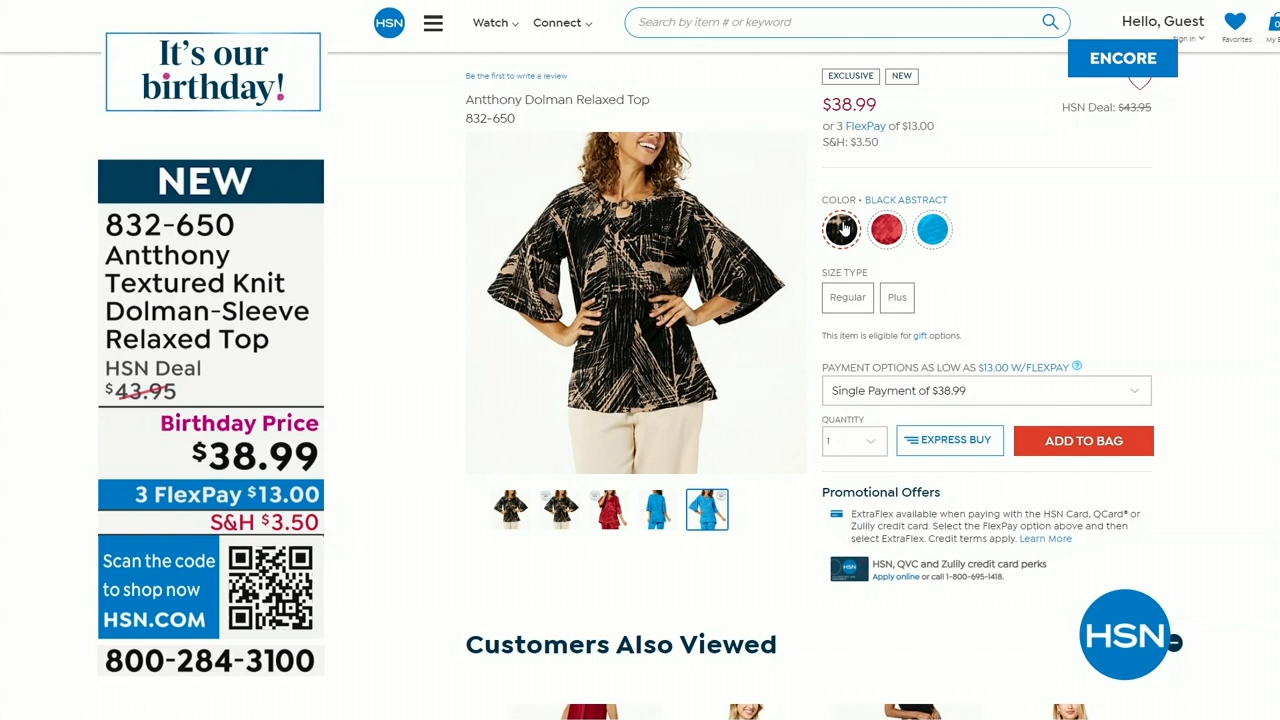 It's our
birthday!
NEW
832-650
Antthony
Textured Knit
Dolman-Sleeve
Relaxed Top
HSN Deal
$43.95
Birthday Price
$38.99
3 FlexPay $13.00
S&H $3.50
Scan the code
to shop now
HSN.COM
800-284-3100
HSN
Watch
Connect
Search by item # or keyword
Hello, Guest
Sign In
Favorites
My B
0
ENCORE
Be the first to write a review
Antthony Dolman Relaxed Top
832-650
EXCLUSIVE
NEW
$38.99
HSN Deal: $43.95
or 3 FlexPay of $13.00
S&H: $3.50
COLOR • BLACK ABSTRACT
SIZE TYPE
Regular
Plus
This item is eligible for gift options.
PAYMENT OPTIONS AS LOW AS $13.00 W/FLEXPAY ?
Single Payment of $38.99
QUANTITY
1
EXPRESS BUY
ADD TO BAG
Promotional Offers
ExtraFlex available when paying with the HSN Card, QCard® or
Zulily credit card. Select the FlexPay option above and then
select ExtraFlex. Credit terms apply. Learn More
HSN
HSN, QVC and Zulily credit card perks
Apply online or call 1-800-695-1418.
Customers Also Viewed
HSN